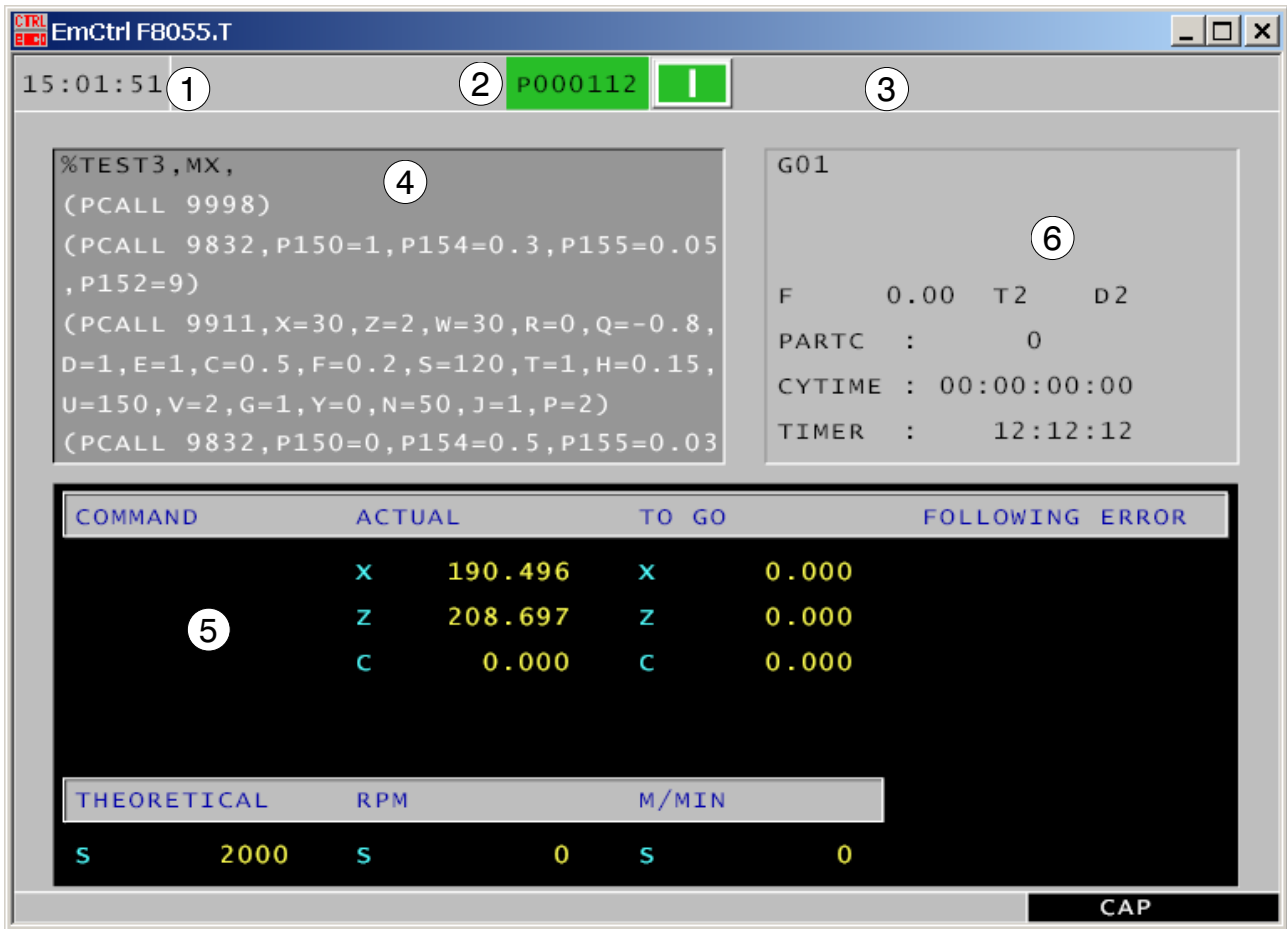 CTRL EmCtrl F8055.T
15:01:51 1 2 P000112 3
%TEST3,MX, 4
(PCALL 9998)
(PCALL 9832,P150=1,P154=0.3,P155=0.05
,P152=9)
(PCALL 9911,X=30,Z=2,W=30,R=0,Q=-0.8,
D=1,E=1,C=0.5,F=0.2,S=120,T=1,H=0.15,
U=150,V=2,G=1,Y=0,N=50,J=1,P=2)
(PCALL 9832,P150=0,P154=0.5,P155=0.03
G01
6
F 0.00 T2 D2
PARTC : 0
CYTIME : 00:00:00:00
TIMER : 12:12:12
COMMAND ACTUAL TO GO FOLLOWING ERROR
X 190.496 X 0.000
5 Z 208.697 Z 0.000
C 0.000 C 0.000
THEORETICAL RPM M/MIN
S 2000 S 0 S 0
CAP